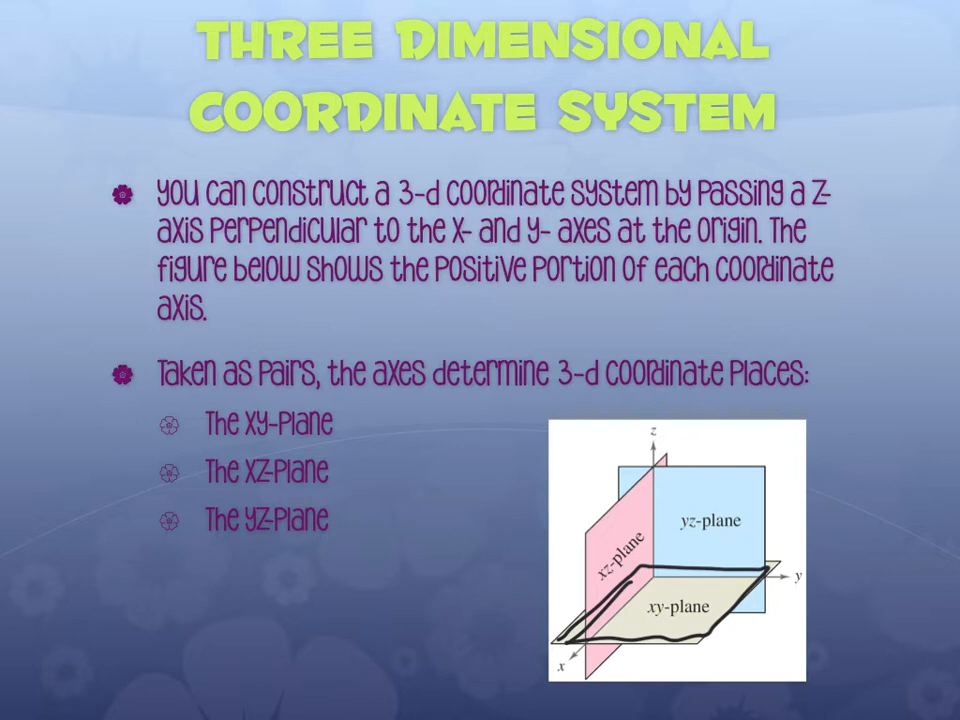 THREE DIMENSIONAL
COORDINATE SYSTEM
You can construct a 3-d coordinate system by passing a Z-
axis perpendicular to the x- and y- axes at the origin. The
figure below shows the positive portion of each coordinate
axis.
Taken as pairs, the axes determine 3-d coordinate places:
The XY-Plane
The XZ-Plane
The YZ-Plane
z
yz-plane
xz-plane
y
xy-plane
x